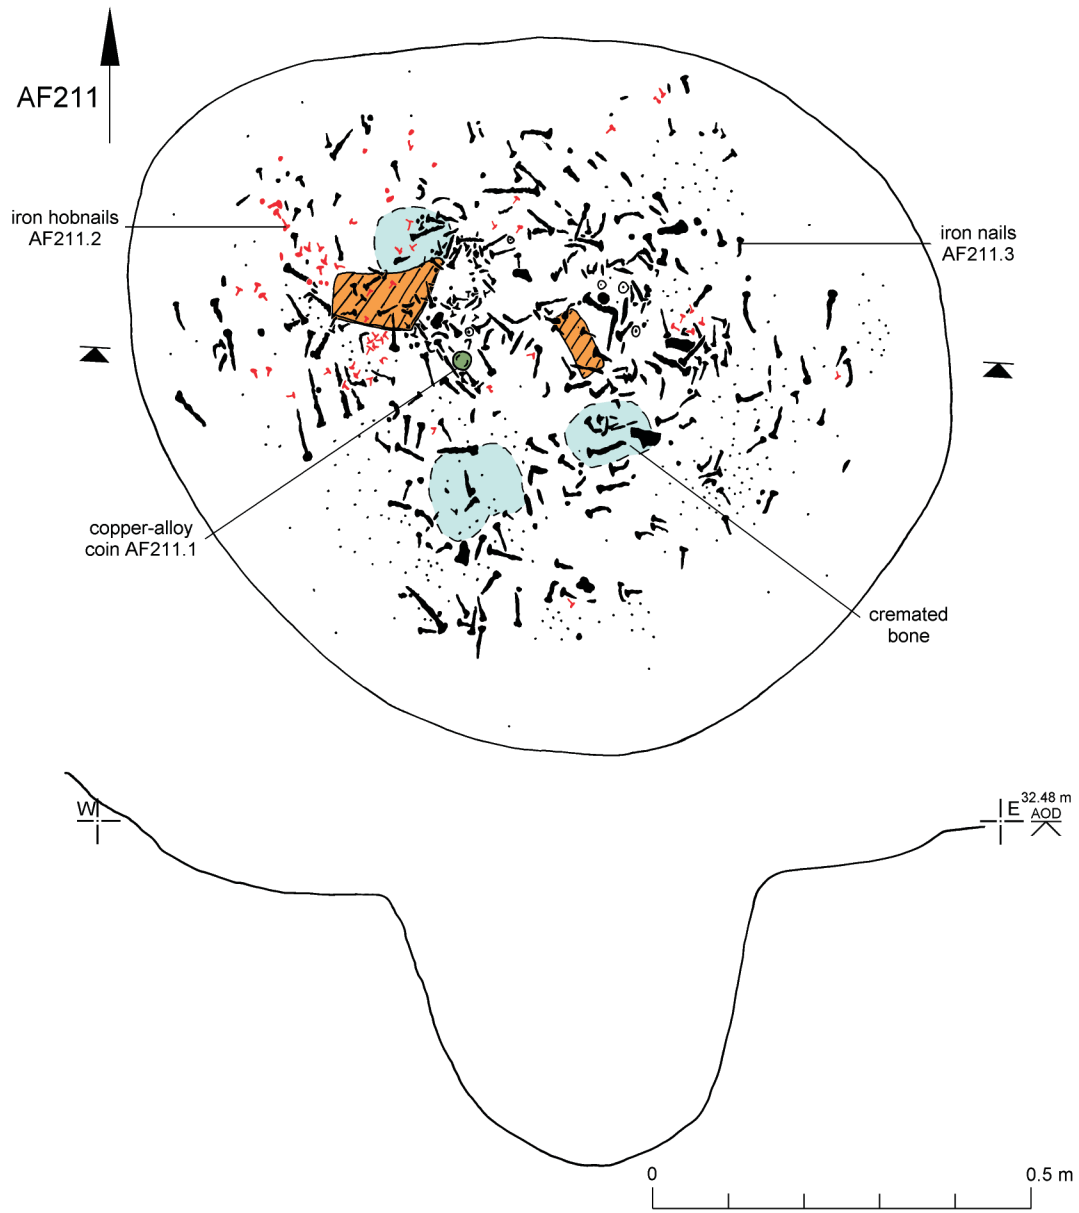 AF211
iron hobnails
AF211.2
iron nails
AF211.3
copper-alloy
coin AF211.1
cremated
bone
W
E
32.48 m
AOD
0
0.5 m